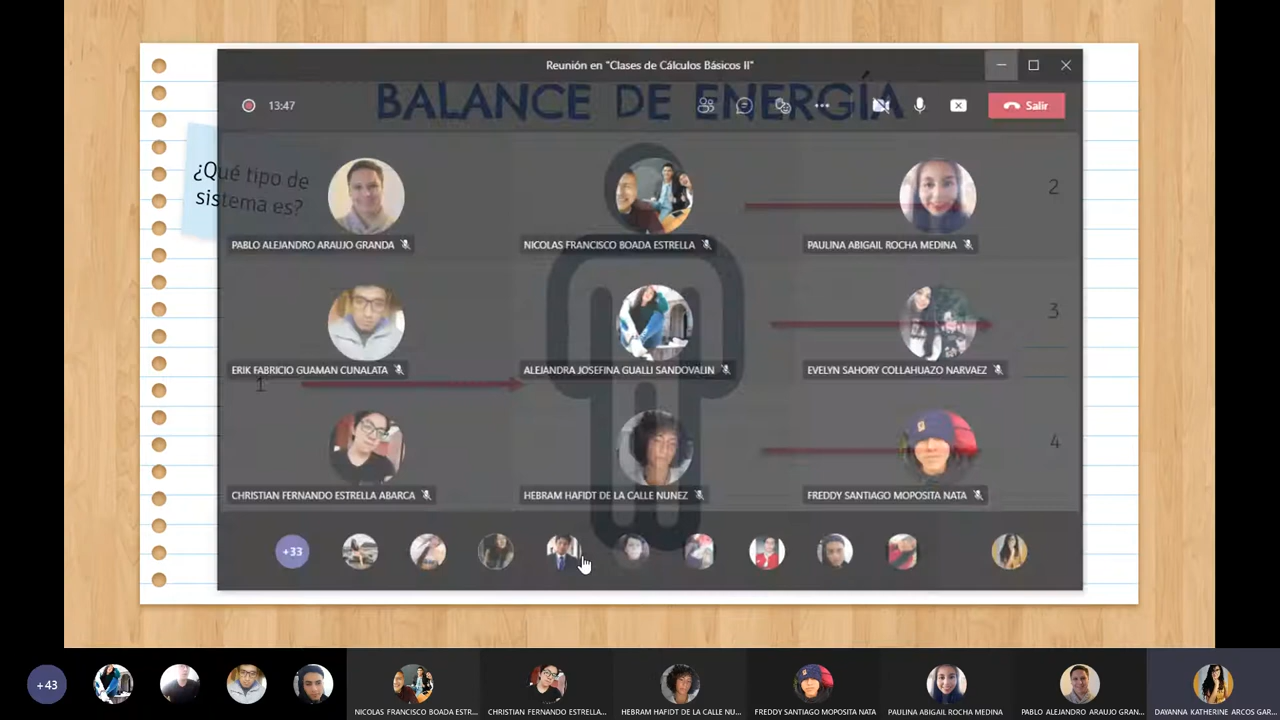 Reunión en "Clases de Cálculos Básicos II"
BALANCE DE ENERGÍA
13:47
Salir
¿Qué tipo de
sistema es?
2
PABLO ALEJANDRO ARAUJO GRANDA
NICOLAS FRANCISCO BOADA ESTRELLA
PAULINA ABIGAIL ROCHA MEDINA
3
ERIK FABRICIO GUAMAN CUNALATA
ALEJANDRA JOSEFINA GUALLI SANDOVALIN
EVELYN SAHORY COLLAHUAZO NARVAEZ
1
4
CHRISTIAN FERNANDO ESTRELLA ABARCA
HEBRAM HAFIDT DE LA CALLE NUNEZ
FREDDY SANTIAGO MOPOSITA NATA
+33
+43
NICOLAS FRANCISCO BOADA ESTR...
CHRISTIAN FERNANDO ESTRELLA...
HEBRAM HAFIDT DE LA CALLE NU...
FREDDY SANTIAGO MOPOSITA NATA
PAULINA ABIGAIL ROCHA MEDINA
PABLO ALEJANDRO ARAUJO GRAN...
DAYANNA KATHERINE ARCOS GAR...